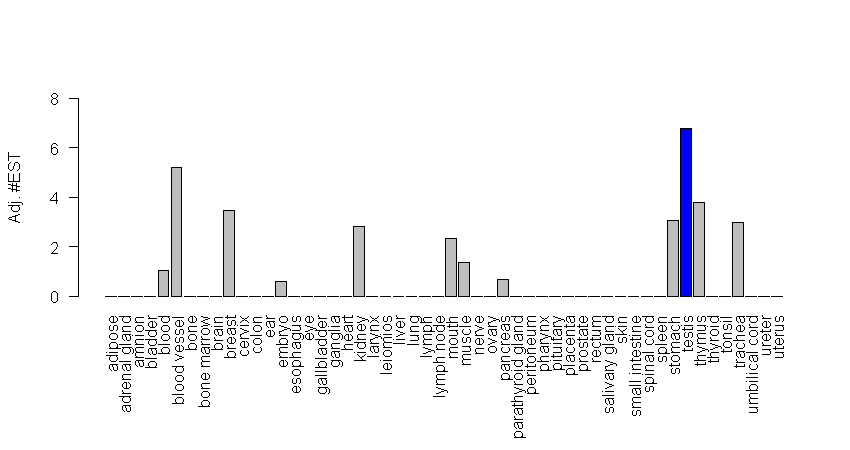 Adj. #EST
8
6
4
2
0
adipose
adrenal gland
amnion
bladder
blood
blood vessel
bone
bone marrow
brain
breast
cervix
colon
ear
embryo
esophagus
eye
gallbladder
ganglia
heart
kidney
larynx
leiomios
liver
lung
lymph
lymph node
mouth
muscle
nerve
ovary
pancreas
parathyroid gland
peritoneum
pharynx
pituitary
placenta
prostate
rectum
salivary gland
skin
small intestine
spinal cord
spleen
stomach
testis
thymus
thyroid
tonsil
trachea
umbilical cord
ureter
uterus